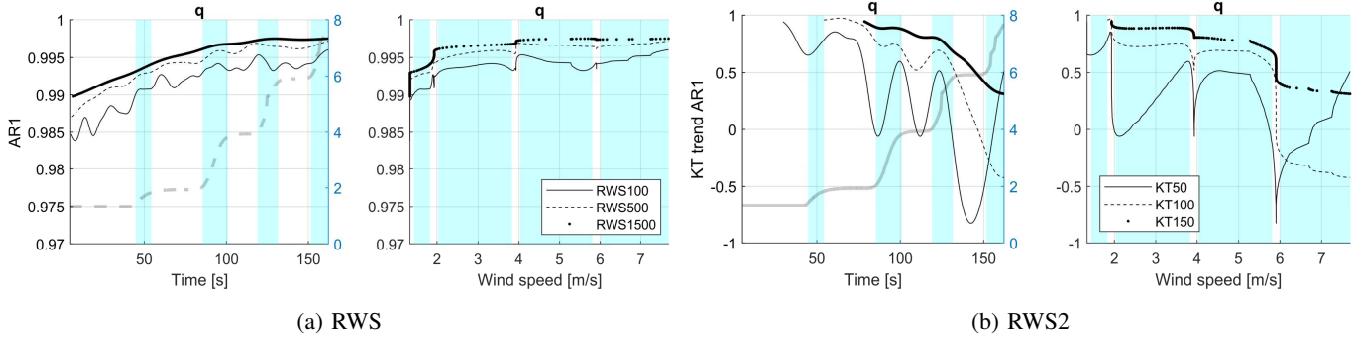 q
q
q
q
1
0.995
0.99
0.985
0.98
0.975
0.97
AR1
8
6
4
2
0
50
100
150
Time [s]
1
0.995
0.99
0.985
0.98
0.975
0.97
RWS100
RWS500
RWS1500
2
3
4
5
6
7
Wind speed [m/s]
1
0.5
0
-0.5
-1
KT trend AR1
8
6
4
2
0
50
100
150
Time [s]
1
0.5
0
-0.5
-1
KT50
KT100
KT150
2
3
4
5
6
7
Wind speed [m/s]
(a) RWS
(b) RWS2